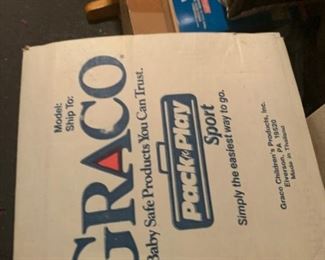 Model:
Ship To:
GRACO®
Baby Safe Products You Can Trust.
Pack 'n Play
Sport
Simply the easiest way to go.
Graco Children's Products, Inc.
Elverson, PA 19520
Made in Thailand